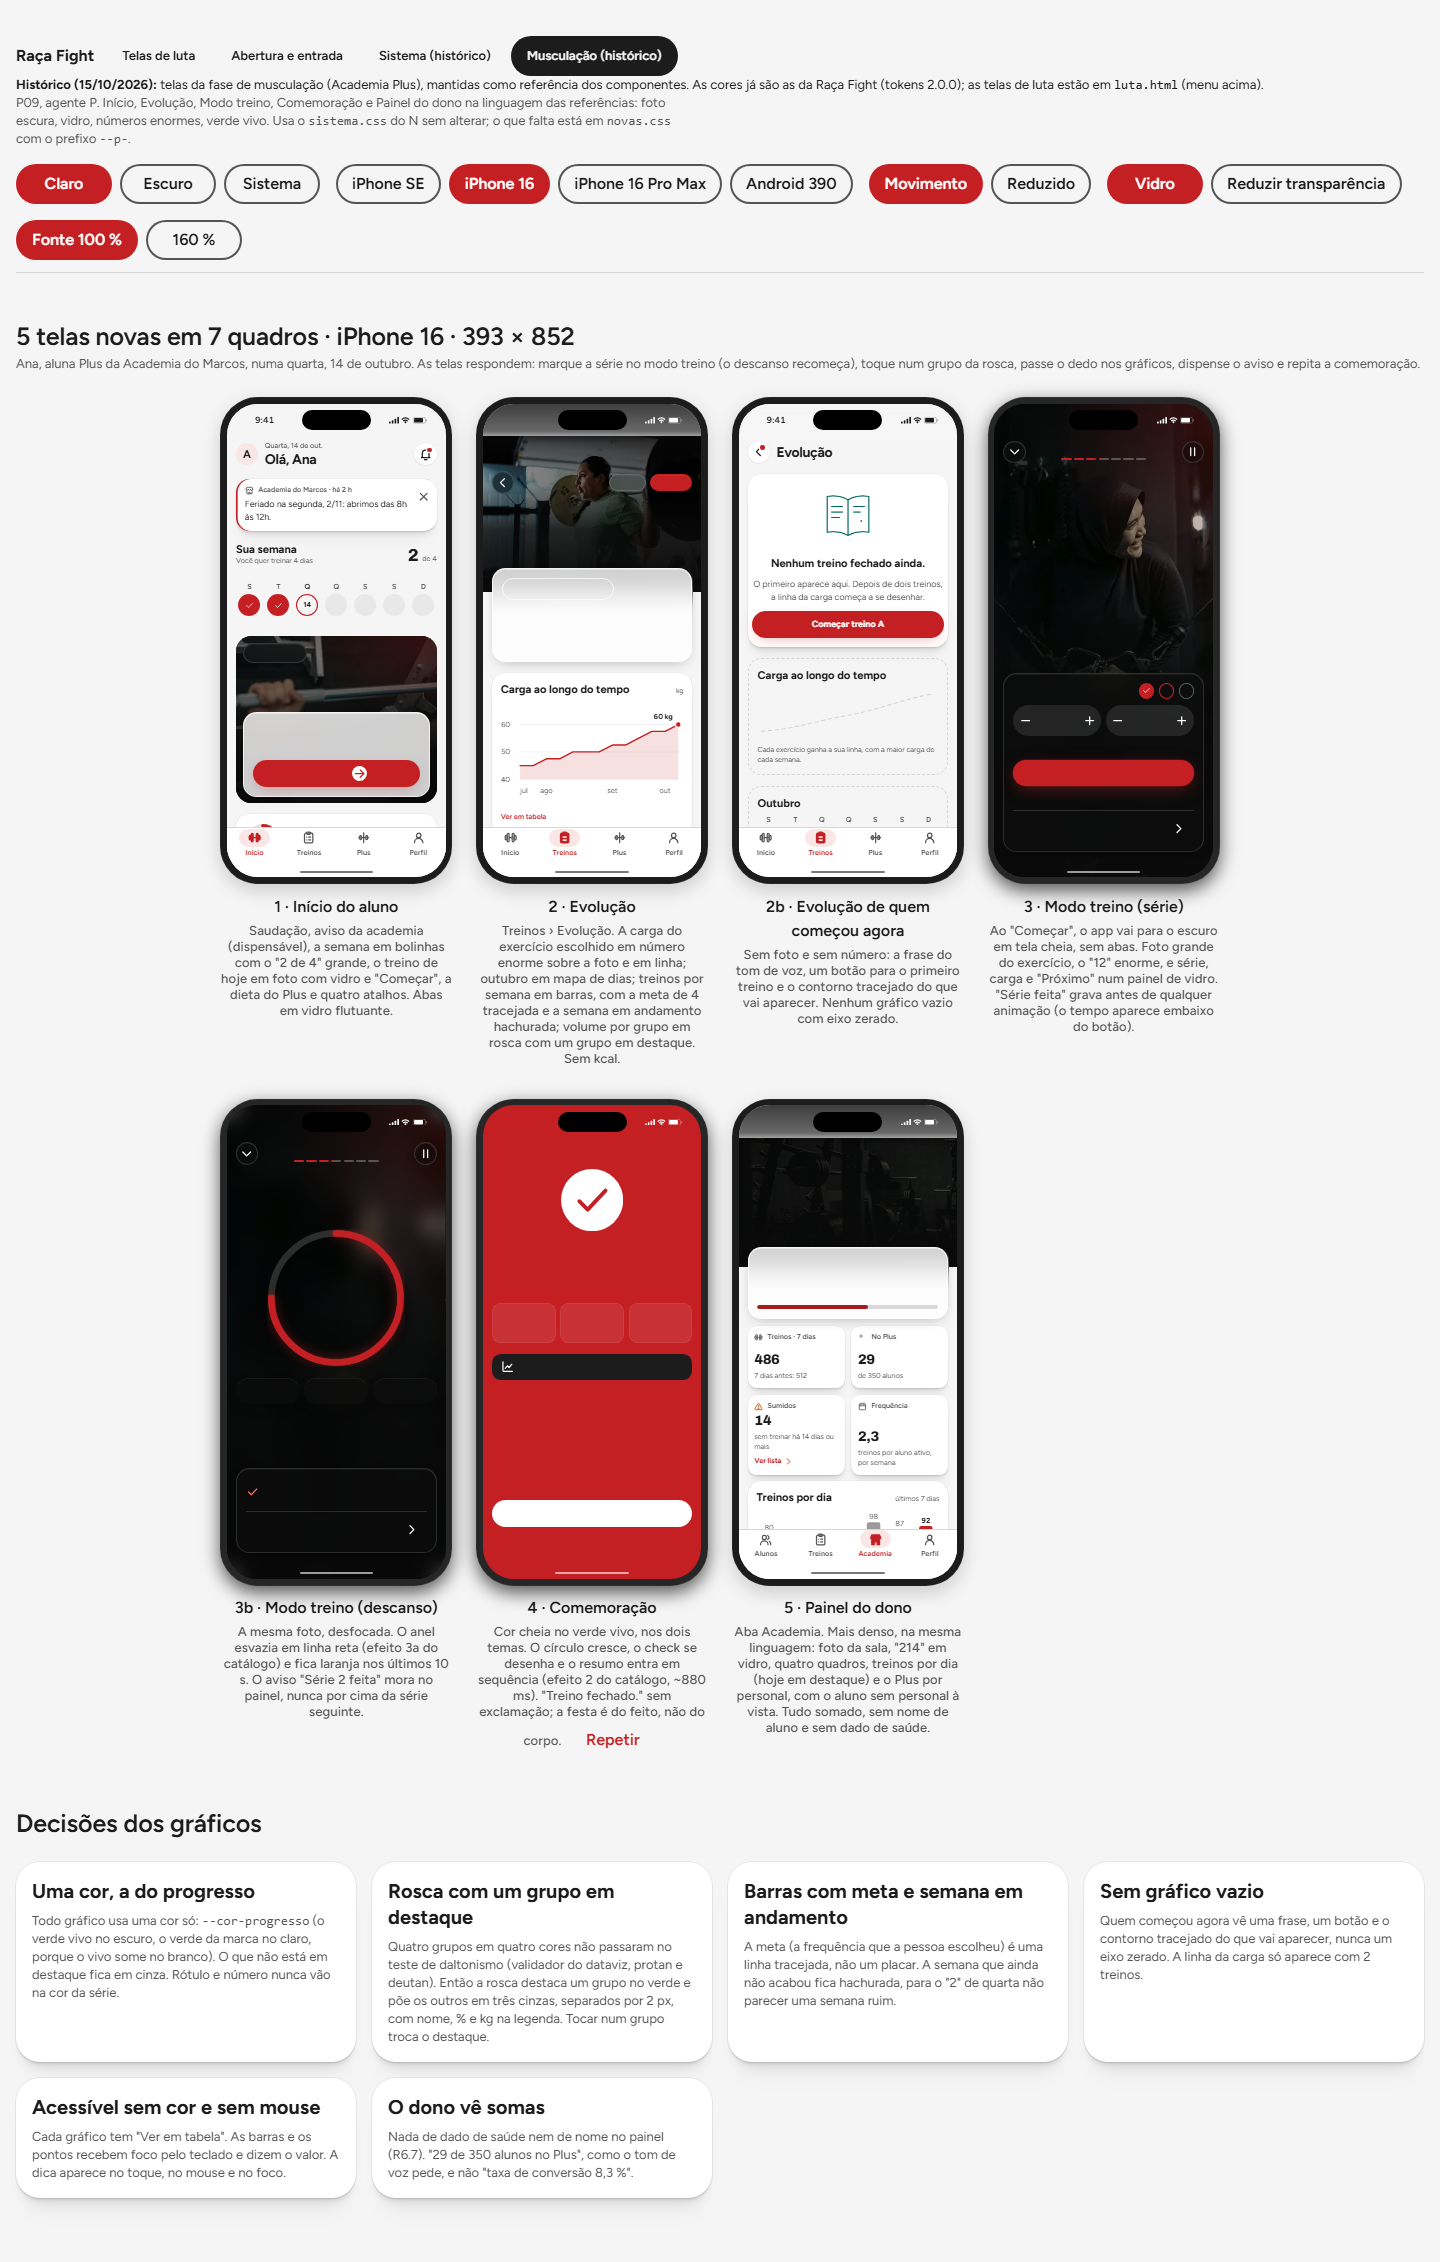 Raça Fight Telas de luta Abertura e entrada Sistema (histórico) Musculação (histórico)
Histórico (15/10/2026): telas da fase de musculação (Academia Plus), mantidas como referência dos componentes. As cores já são as da Raça Fight (tokens 2.0.0); as telas de luta estão em luta.html (menu acima).
P09, agente P. Início, Evolução, Modo treino, Comemoração e Painel do dono na linguagem das referências: foto
escura, vidro, números enormes, verde vivo. Usa o sistema.css do N sem alterar; o que falta está em novas.css
com o prefixo --p-.
Claro Escuro Sistema iPhone SE iPhone 16 iPhone 16 Pro Max Android 390 Movimento Reduzido Vidro Reduzir transparência
Fonte 100 % 160 %
5 telas novas em 7 quadros · iPhone 16 · 393 × 852
Ana, aluna Plus da Academia do Marcos, numa quarta, 14 de outubro. As telas respondem: marque a série no modo treino (o descanso recomeça), toque num grupo da rosca, passe o dedo nos gráficos, dispense o aviso e repita a comemoração.
9:41
A
Quarta, 14 de out.
Olá, Ana
Academia do Marcos · há 2 h
Feriado na segunda, 2/11: abrimos das 8h
às 12h.
Sua semana
Você quer treinar 4 dias
2 de 4
S T Q Q S S D
14
Início Treinos Plus Perfil
Carga ao longo do tempo kg
60 kg
60
50
40
jul ago set out
Ver em tabela
Início Treinos Plus Perfil
9:41
Evolução
Nenhum treino fechado ainda.
O primeiro aparece aqui. Depois de dois treinos,
a linha da carga começa a se desenhar.
Começar treino A
Carga ao longo do tempo
Cada exercício ganha a sua linha, com a maior carga de
cada semana.
Outubro
S T Q Q S S D
Início Treinos Plus Perfil
1 · Início do aluno
Saudação, aviso da academia
(dispensável), a semana em bolinhas
com o "2 de 4" grande, o treino de
hoje em foto com vidro e "Começar", a
dieta do Plus e quatro atalhos. Abas
em vidro flutuante.
2 · Evolução
Treinos › Evolução. A carga do
exercício escolhido em número
enorme sobre a foto e em linha;
outubro em mapa de dias; treinos por
semana em barras, com a meta de 4
tracejada e a semana em andamento
hachurada; volume por grupo em
rosca com um grupo em destaque.
Sem kcal.
2b · Evolução de quem
começou agora
Sem foto e sem número: a frase do
tom de voz, um botão para o primeiro
treino e o contorno tracejado do que
vai aparecer. Nenhum gráfico vazio
com eixo zerado.
3 · Modo treino (série)
Ao "Começar", o app vai para o escuro
em tela cheia, sem abas. Foto grande
do exercício, o "12" enorme, e série,
carga e "Próximo" num painel de vidro.
"Série feita" grava antes de qualquer
animação (o tempo aparece embaixo
do botão).
Treinos · 7 dias
486
7 dias antes: 512
No Plus
29
de 350 alunos
Sumidos
14
sem treinar há 14 dias ou
mais
Ver lista
Frequência
2,3
treinos por aluno ativo,
por semana
Treinos por dia últimos 7 dias
80 98 87 92
Alunos Treinos Academia Perfil
3b · Modo treino (descanso)
A mesma foto, desfocada. O anel
esvazia em linha reta (efeito 3a do
catálogo) e fica laranja nos últimos 10
s. O aviso "Série 2 feita" mora no
painel, nunca por cima da série
seguinte.
4 · Comemoração
Cor cheia no verde vivo, nos dois
temas. O círculo cresce, o check se
desenha e o resumo entra em
sequência (efeito 2 do catálogo, ~880
ms). "Treino fechado." sem
exclamação; a festa é do feito, não do
corpo. Repetir
5 · Painel do dono
Aba Academia. Mais denso, na mesma
linguagem: foto da sala, "214" em
vidro, quatro quadros, treinos por dia
(hoje em destaque) e o Plus por
personal, com o aluno sem personal à
vista. Tudo somado, sem nome de
aluno e sem dado de saúde.
Decisões dos gráficos
Uma cor, a do progresso
Todo gráfico usa uma cor só: --cor-progresso (o
verde vivo no escuro, o verde da marca no claro,
porque o vivo some no branco). O que não está em
destaque fica em cinza. Rótulo e número nunca vão
na cor da série.
Rosca com um grupo em
destaque
Quatro grupos em quatro cores não passaram no
teste de daltonismo (validador do dataviz, protan e
deutan). Então a rosca destaca um grupo no verde e
põe os outros em três cinzas, separados por 2 px,
com nome, % e kg na legenda. Tocar num grupo
troca o destaque.
Barras com meta e semana em
andamento
A meta (a frequência que a pessoa escolheu) é uma
linha tracejada, não um placar. A semana que ainda
não acabou fica hachurada, para o "2" de quarta não
parecer uma semana ruim.
Sem gráfico vazio
Quem começou agora vê uma frase, um botão e o
contorno tracejado do que vai aparecer, nunca um
eixo zerado. A linha da carga só aparece com 2
treinos.
Acessível sem cor e sem mouse
Cada gráfico tem "Ver em tabela". As barras e os
pontos recebem foco pelo teclado e dizem o valor. A
dica aparece no toque, no mouse e no foco.
O dono vê somas
Nada de dado de saúde nem de nome no painel
(R6.7). "29 de 350 alunos no Plus", como o tom de
voz pede, e não "taxa de conversão 8,3 %".